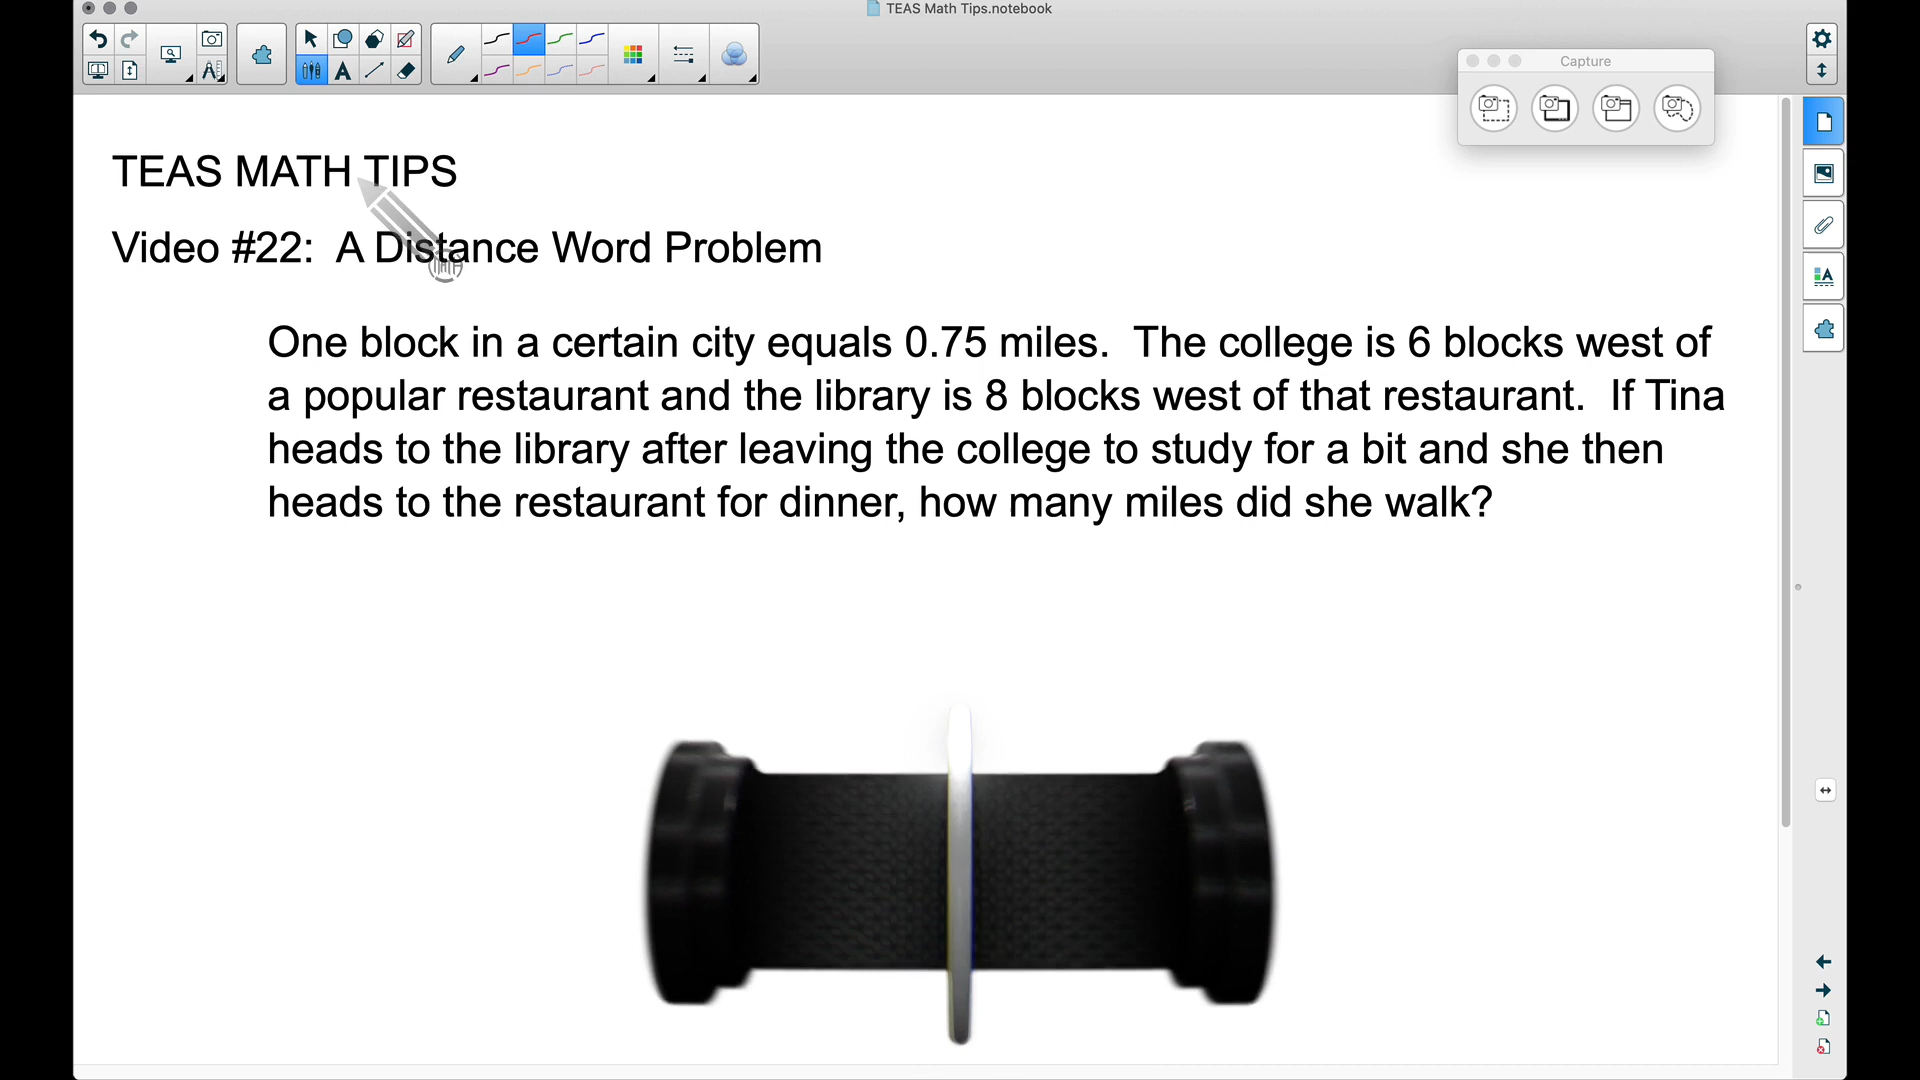 TEAS Math Tips.notebook
Capture
TEAS MATH TIPS
Video #22: A Distance Word Problem
One block in a certain city equals 0.75 miles. The college is 6 blocks west of
a popular restaurant and the library is 8 blocks west of that restaurant. If Tina
heads to the library after leaving the college to study for a bit and she then
heads to the restaurant for dinner, how many miles did she walk?